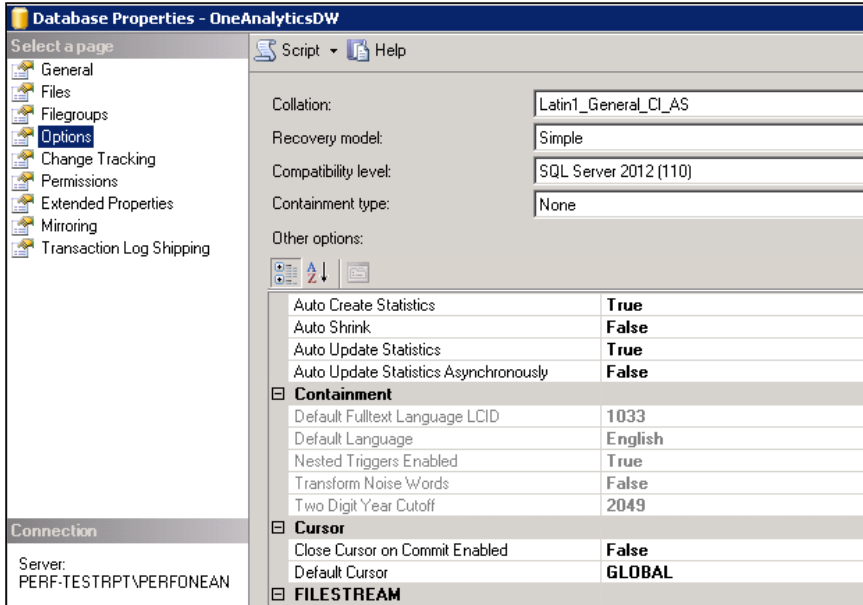 Database Properties - OneAnalyticsDW
Select a page
General
Files
Filegroups
Options
Change Tracking
Permissions
Extended Properties
Mirroring
Transaction Log Shipping
Connection
Server:
PERF-TESTRPT\PERFONEAN
Script Help
Collation: Latin1_General_CI_AS
Recovery model: Simple
Compatibility level: SQL Server 2012 (110)
Containment type: None
Other options:
Auto Create Statistics True
Auto Shrink False
Auto Update Statistics True
Auto Update Statistics Asynchronously False
Containment
Default Fulltext Language LCID 1033
Default Language English
Nested Triggers Enabled True
Transform Noise Words False
Two Digit Year Cutoff 2049
Cursor
Close Cursor on Commit Enabled False
Default Cursor GLOBAL
FILESTREAM